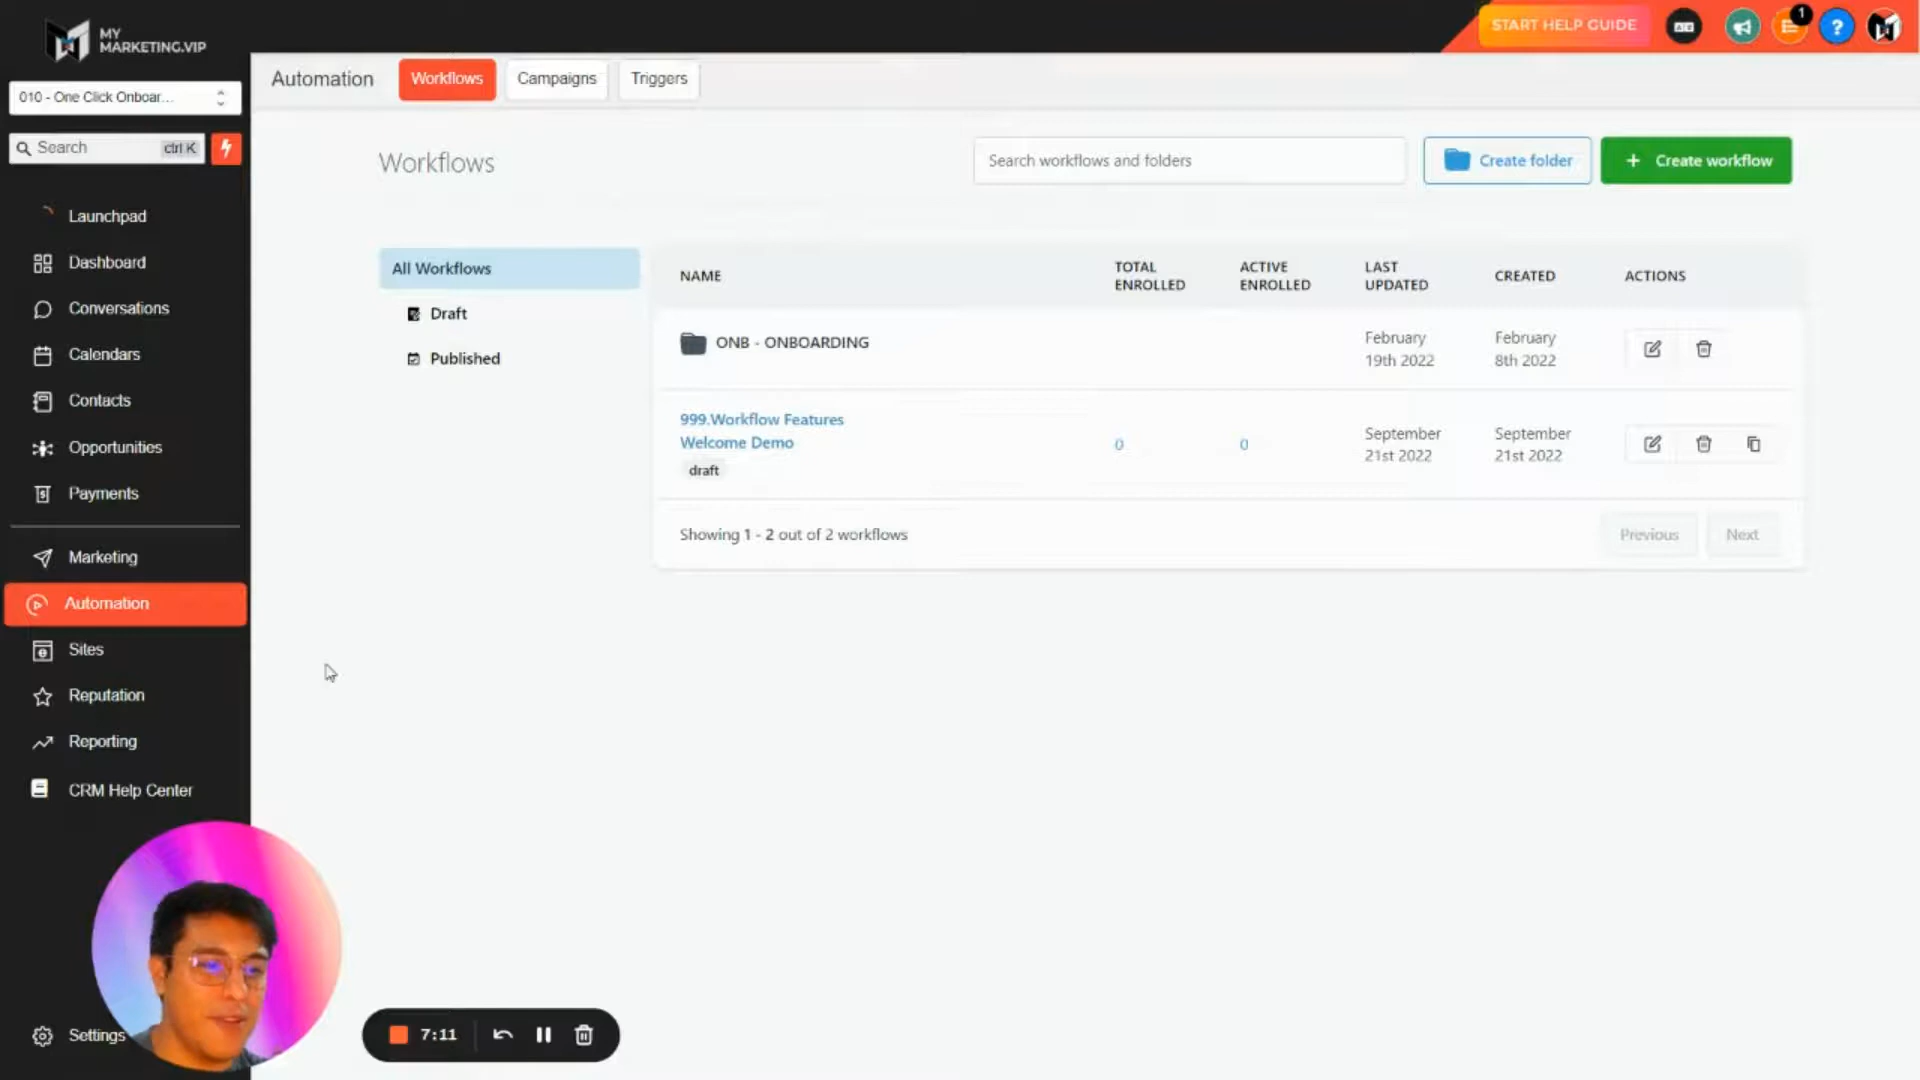 MY
MARKETING.VIP
START HELP GUIDE
1
?
010 - One Click Onboar...
Automation
Workflows
Campaigns
Triggers
Search
ctrl K
Workflows
Search workflows and folders
Create folder
+ Create workflow
Launchpad
Dashboard
Conversations
Calendars
Contacts
Opportunities
Payments
Marketing
Automation
Sites
Reputation
Reporting
CRM Help Center
Settings
All Workflows
Draft
Published
NAME
TOTAL
ENROLLED
ACTIVE
ENROLLED
LAST
UPDATED
CREATED
ACTIONS
ONB - ONBOARDING
February
19th 2022
February
8th 2022
999.Workflow Features
Welcome Demo
draft
0
0
September
21st 2022
September
21st 2022
Showing 1 - 2 out of 2 workflows
Previous
Next
7:11